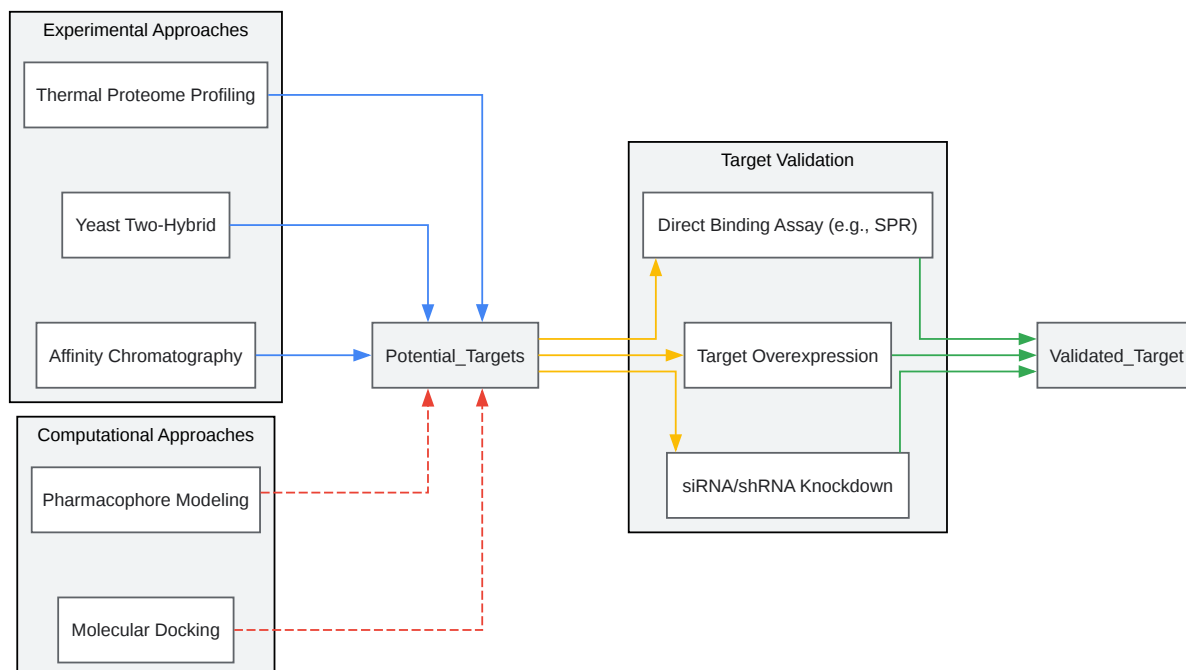 Experimental Approaches
Thermal Proteome Profiling
Yeast Two-Hybrid
Affinity Chromatography
Computational Approaches
Pharmacophore Modeling
Molecular Docking
Potential_Targets
Target Validation
Direct Binding Assay (e.g., SPR)
Target Overexpression
siRNA/shRNA Knockdown
Validated_Target